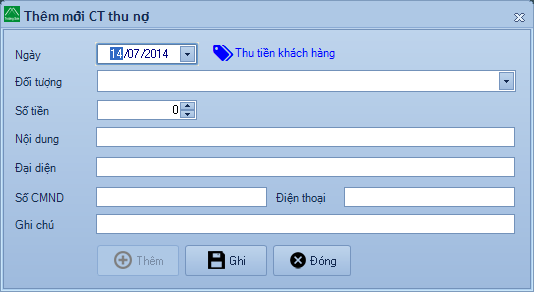 Thêm mới CT thu nợ
Ngày 14/07/2014 Thu tiền khách hàng
Đối tượng
Số tiền 0
Nội dung
Đại diện
Số CMND Điện thoại
Ghi chú
Thêm Ghi Đóng